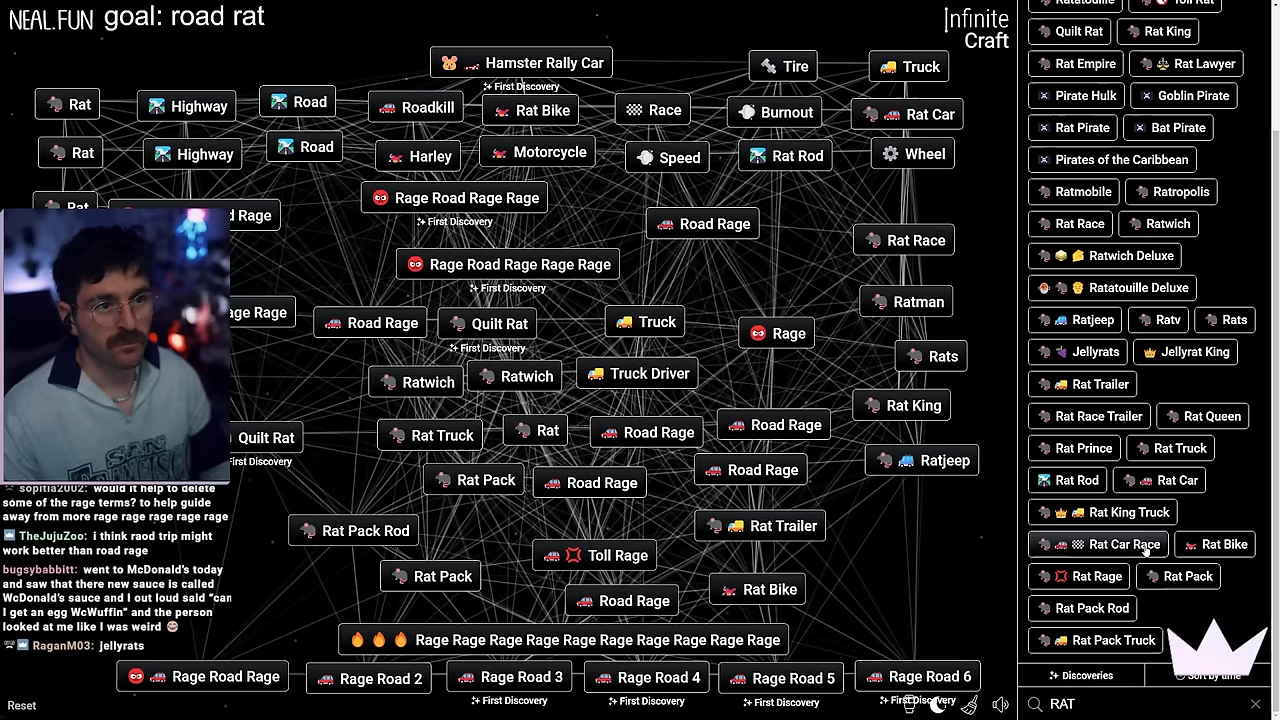 NEAL.FUN goal: road rat
Infinite
Craft
Hamster Rally Car
First Discovery
Tire
Truck
Rat
Highway
Road
Roadkill
Rat Bike
Race
Burnout
Rat Car
Rat
Highway
Road
Harley
Motorcycle
Speed
Rat Rod
Wheel
Rat
d Rage
Rage Road Rage Rage
First Discovery
Road Rage
Rat Race
Rage Road Rage Rage Rage
First Discovery
Ratman
age Rage
Road Rage
Quilt Rat
First Discovery
Truck
Rage
Rats
Ratwich
Ratwich
Truck Driver
Rat King
Quilt Rat
First Discovery
Rat Truck
Rat
Road Rage
Road Rage
Ratjeep
Rat Pack
Road Rage
Road Rage
Rat Pack Rod
Rat Trailer
Toll Rage
Rat Pack
Road Rage
Rat Bike
Rage Rage Rage Rage Rage Rage Rage Rage Rage Rage
Rage Road Rage
Rage Road 2
Rage Road 3
First Discovery
Rage Road 4
First Discovery
Rage Road 5
First Discovery
Rage Road 6
First Discovery
Reset
SAN
sopitia2002: would it help to delete
some of the rage terms? to help guide
away from more rage rage rage rage rage
TheJujuZoo: i think raod trip might
work better than road rage
bugsybabbitt: went to McDonald's today
and saw that there new sauce is called
WcDonald's sauce and I out loud said "can
I get an egg WcWuffin" and the person
looked at me like I was weird
RaganM03: jellyrats
Ratatouille
Toll Rat
Quilt Rat
Rat King
Rat Empire
Rat Lawyer
Pirate Hulk
Goblin Pirate
Rat Pirate
Bat Pirate
Pirates of the Caribbean
Ratmobile
Ratropolis
Rat Race
Ratwich
Ratwich Deluxe
Ratatouille Deluxe
Ratjeep
Ratv
Rats
Jellyrats
Jellyrat King
Rat Trailer
Rat Race Trailer
Rat Queen
Rat Prince
Rat Truck
Rat Rod
Rat Car
Rat King Truck
Rat Car Race
Rat Bike
Rat Rage
Rat Pack
Rat Pack Rod
Rat Pack Truck
Discoveries
Sort by time
RAT